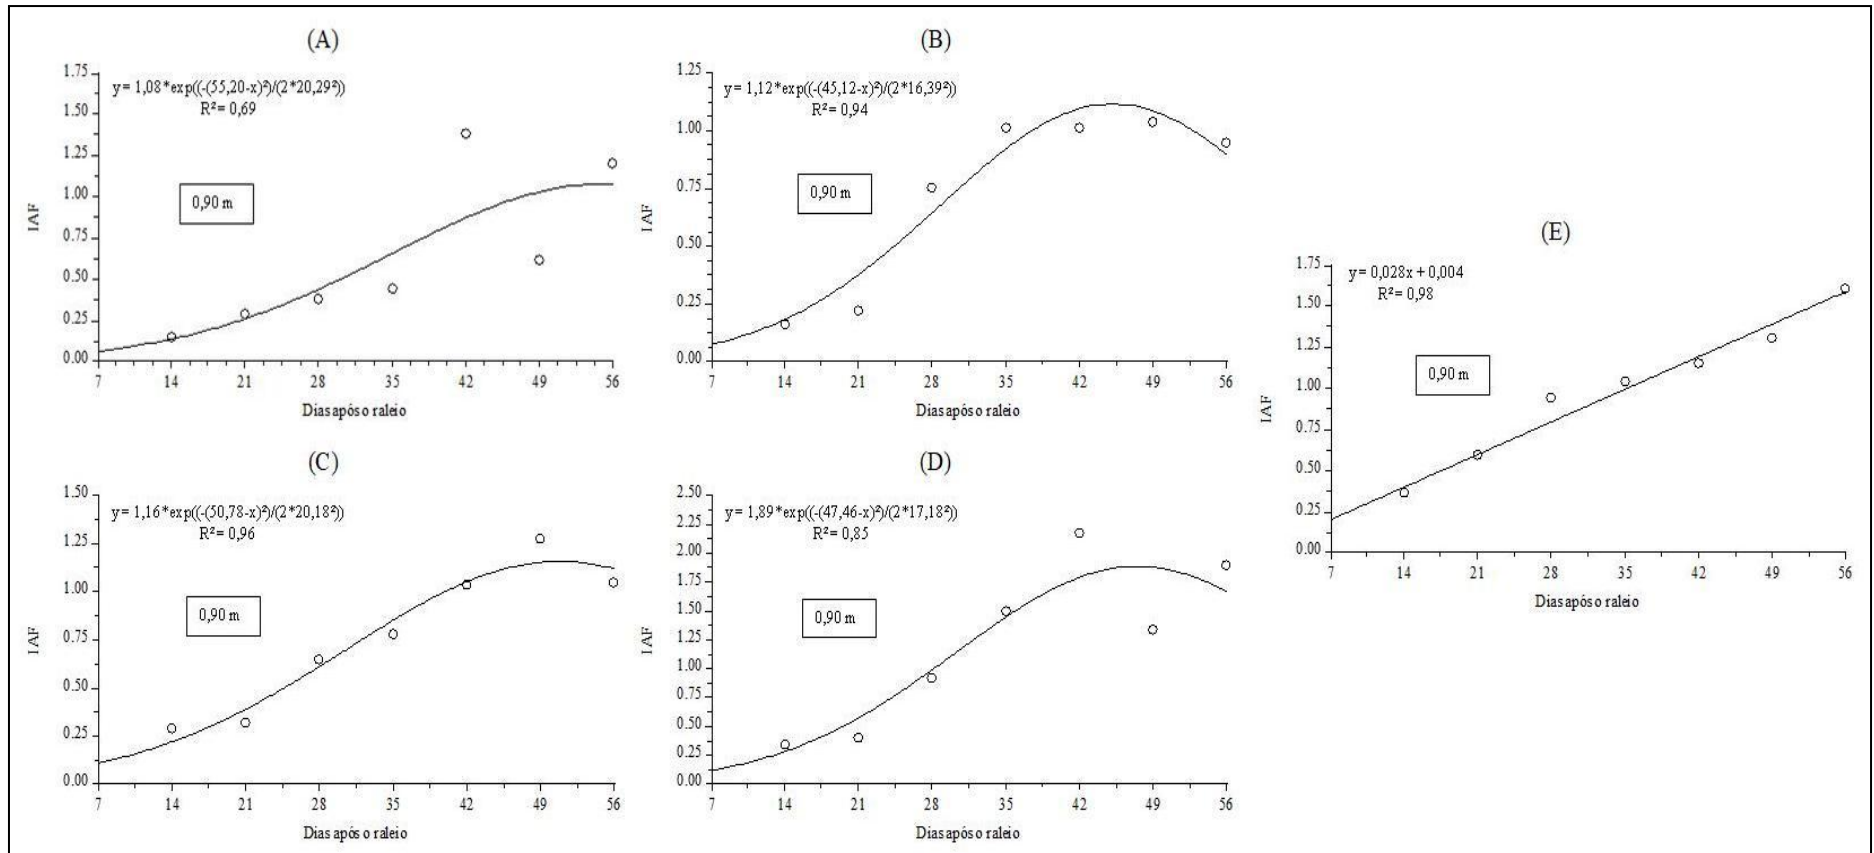 (A)
y = 1,08*exp((-(55,20-x)²)/(2*20,29²))
R² = 0,69
1.75
1.50
1.25
1.00
0.75
0.50
0.25
0.00
IAF
0,90 m
7 14 21 28 35 42 49 56
Dias após o raleio
(B)
y = 1,12*exp((-(45,12-x)²)/(2*16,39²))
R² = 0,94
1.25
1.00
0.75
0.50
0.25
0.00
IAF
0,90 m
7 14 21 28 35 42 49 56
Dias após o raleio
(C)
y = 1,16*exp((-(50,78-x)²)/(2*20,18²))
R² = 0,96
1.50
1.25
1.00
0.75
0.50
0.25
0.00
IAF
0,90 m
7 14 21 28 35 42 49 56
Dias após o raleio
(D)
y = 1,89*exp((-(47,46-x)²)/(2*17,18²))
R² = 0,85
2.50
2.25
2.00
1.75
1.50
1.25
1.00
0.75
0.50
0.25
0.00
IAF
0,90 m
7 14 21 28 35 42 49 56
Dias após o raleio
(E)
y = 0,028x + 0,004
R² = 0,98
1.75
1.50
1.25
1.00
0.75
0.50
0.25
0.00
IAF
0,90 m
7 14 21 28 35 42 49 56
Dias após o raleio